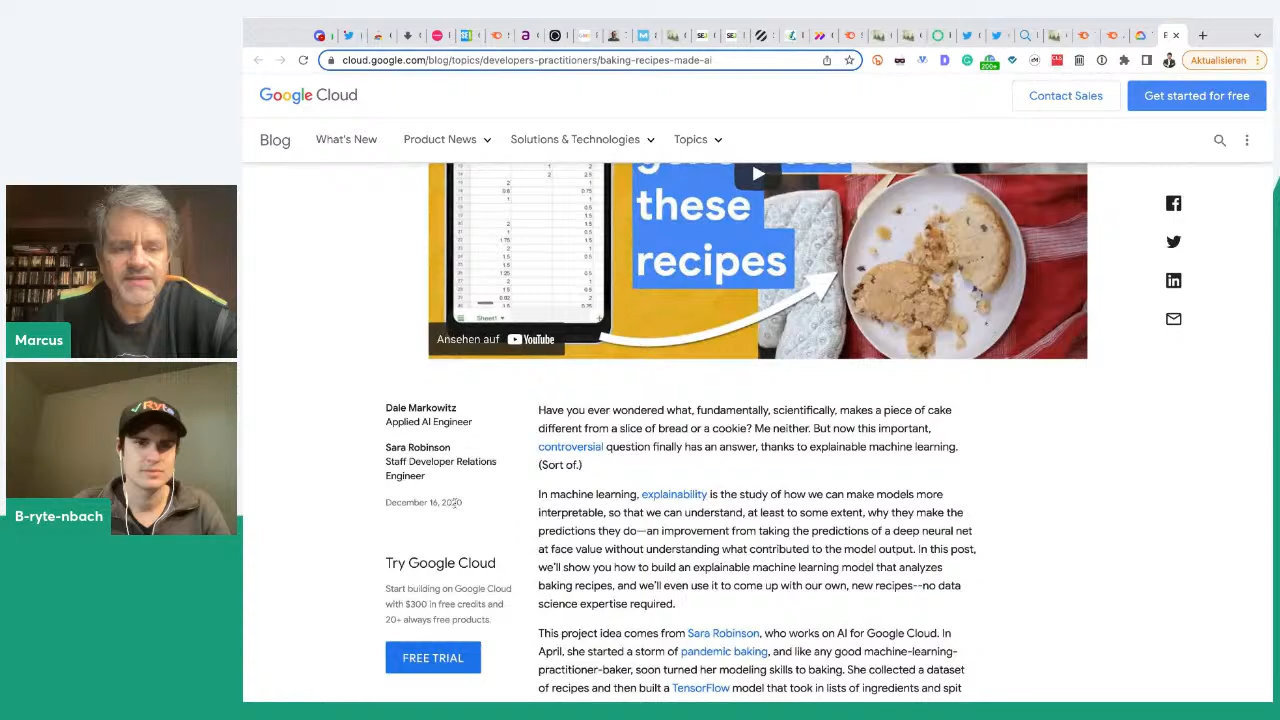 cloud.google.com/blog/topics/developers-practitioners/baking-recipes-made-ai
Aktualisieren
Google Cloud
Contact Sales
Get started for free
Blog
What's New
Product News
Solutions & Technologies
Topics
these
recipes
Sheet1
Ansehen auf YouTube
Dale Markowitz
Applied AI Engineer
Sara Robinson
Staff Developer Relations
Engineer
December 16, 2020
Try Google Cloud
Start building on Google Cloud
with $300 in free credits and
20+ always free products.
FREE TRIAL
Have you ever wondered what, fundamentally, scientifically, makes a piece of cake
different from a slice of bread or a cookie? Me neither. But now this important,
controversial question finally has an answer, thanks to explainable machine learning.
(Sort of.)
In machine learning, explainability is the study of how we can make models more
interpretable, so that we can understand, at least to some extent, why they make the
predictions they do—an improvement from taking the predictions of a deep neural net
at face value without understanding what contributed to the model output. In this post,
we'll show you how to build an explainable machine learning model that analyzes
baking recipes, and we'll even use it to come up with our own, new recipes--no data
science expertise required.
This project idea comes from Sara Robinson, who works on AI for Google Cloud. In
April, she started a storm of pandemic baking, and like any good machine-learning-
practitioner-baker, soon turned her modeling skills to baking. She collected a dataset
of recipes and then built a TensorFlow model that took in lists of ingredients and spit
Marcus
Ryte
B-ryte-nbach